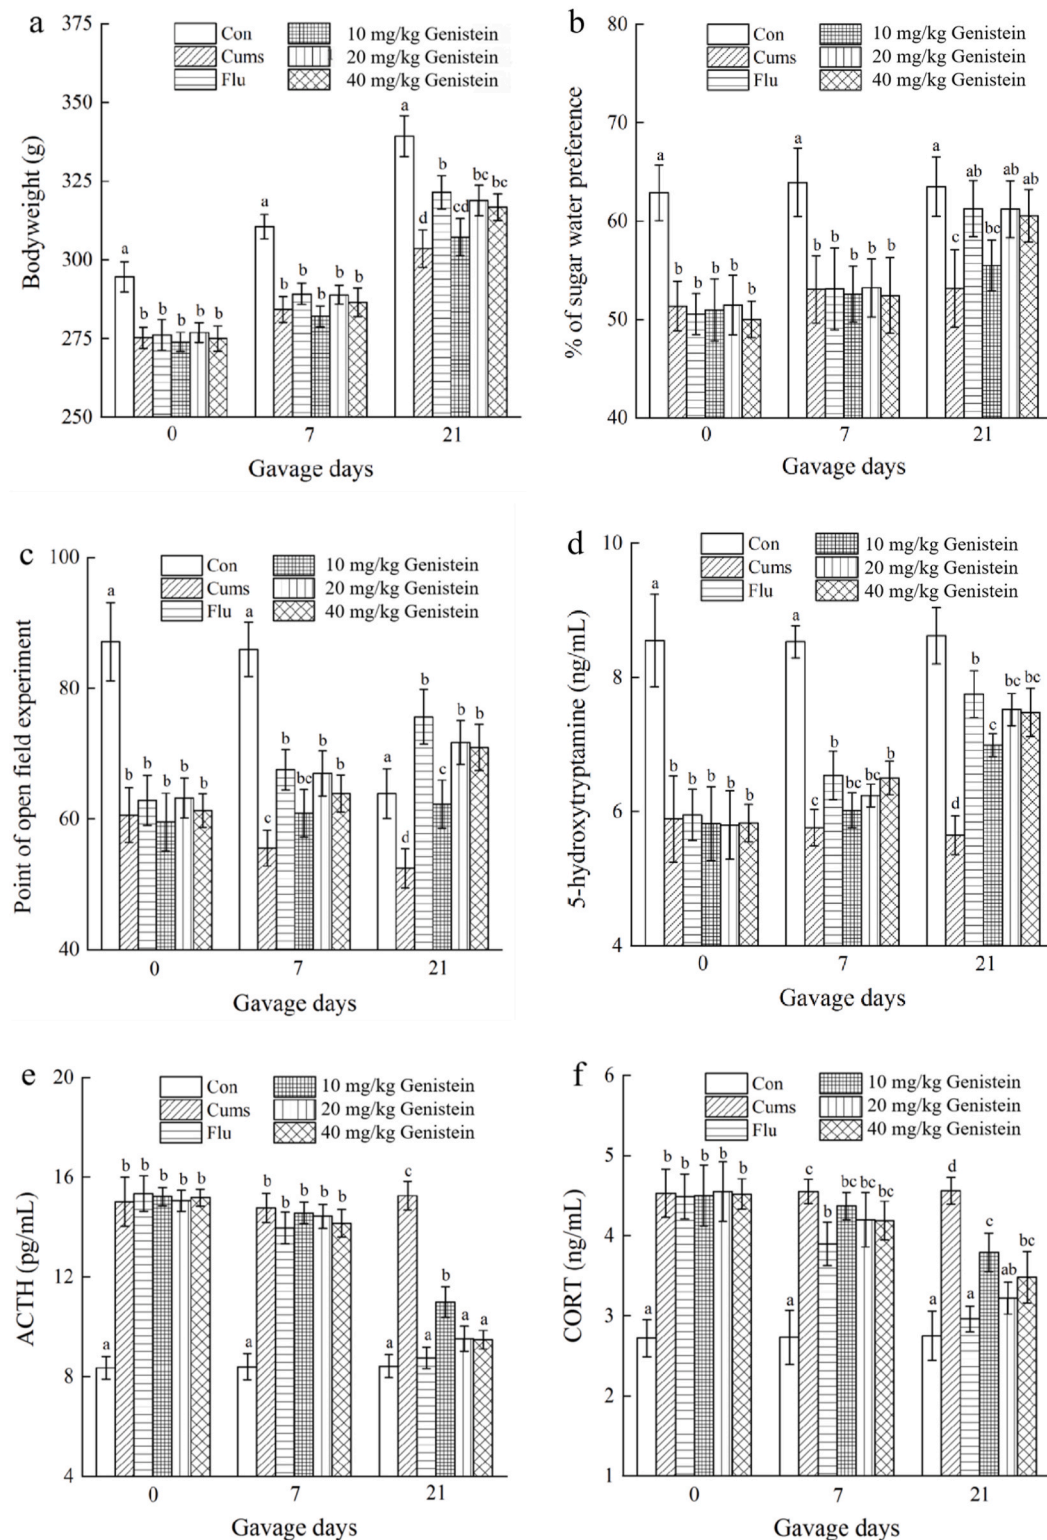 a
375
350
325
300
275
250
Bodyweight (g)
Con
Cums
Flu
10 mg/kg Genistein
20 mg/kg Genistein
40 mg/kg Genistein
a b b b b b
a b b b b b
a d b cd bc bc
0 7 21
Gavage days
b
80
70
60
50
40
% of sugar water preference
Con
Cums
Flu
10 mg/kg Genistein
20 mg/kg Genistein
40 mg/kg Genistein
a b b b b b
a b b b b b
a c ab bc ab ab
0 7 21
Gavage days
c
100
80
60
40
Point of open field experiment
Con
Cums
Flu
10 mg/kg Genistein
20 mg/kg Genistein
40 mg/kg Genistein
a b b b b b
a c b bc b b
a d b c b b
0 7 21
Gavage days
d
10
8
6
4
5-hydroxytryptamine (ng/mL)
Con
Cums
Flu
10 mg/kg Genistein
20 mg/kg Genistein
40 mg/kg Genistein
a b b b b b
a c b bc bc b
a d b c bc bc
0 7 21
Gavage days
e
20
16
12
8
4
ACTH (pg/mL)
Con
Cums
Flu
10 mg/kg Genistein
20 mg/kg Genistein
40 mg/kg Genistein
a b b b b b
a b b b b b
a c a b a a
0 7 21
Gavage days
f
6
5
4
3
2
1
CORT (ng/mL)
Con
Cums
Flu
10 mg/kg Genistein
20 mg/kg Genistein
40 mg/kg Genistein
a b b b b b
a c b bc bc bc
a d a c ab bc
0 7 21
Gavage days